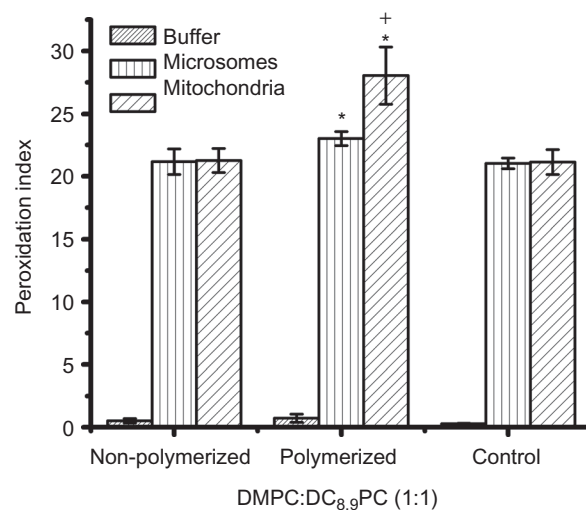 Buffer
Microsomes
Mitochondria
+
*
*
30
25
20
15
10
5
0
Peroxidation index
Non-polymerized Polymerized Control
DMPC:DC8,9PC (1:1)